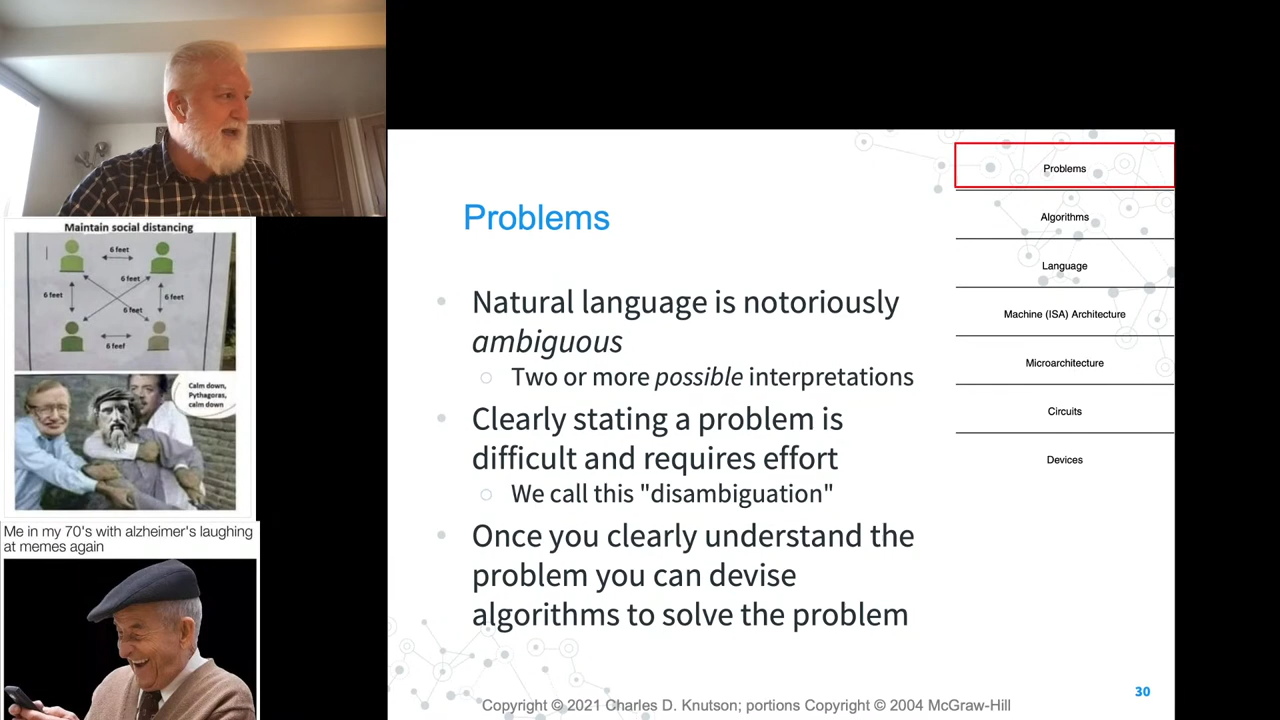 Maintain social distancing
6 feet
6 feet
6 feet
6 feet
6 feet
6 feef
Calm down,
Pythagoras,
calm down
Me in my 70's with alzheimer's laughing
at memes again
Problems
Natural language is notoriously
ambiguous
Two or more possible interpretations
Clearly stating a problem is
difficult and requires effort
We call this "disambiguation"
Once you clearly understand the
problem you can devise
algorithms to solve the problem
Problems
Algorithms
Language
Machine (ISA) Architecture
Microarchitecture
Circuits
Devices
30
Copyright © 2021 Charles D. Knutson; portions Copyright © 2004 McGraw-Hill